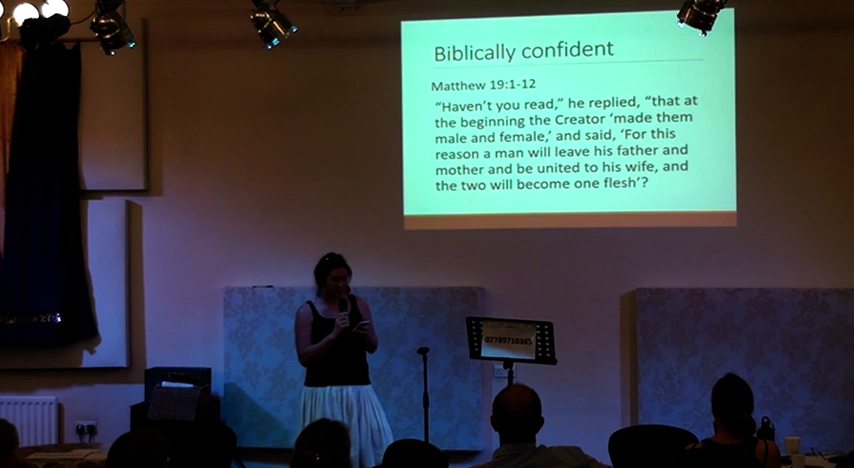 Biblically confident
Matthew 19:1-12
“Haven’t you read,” he replied, “that at
the beginning the Creator ‘made them
male and female,’ and said, ‘For this
reason a man will leave his father and
mother and be united to his wife, and
the two will become one flesh’?
07789710385